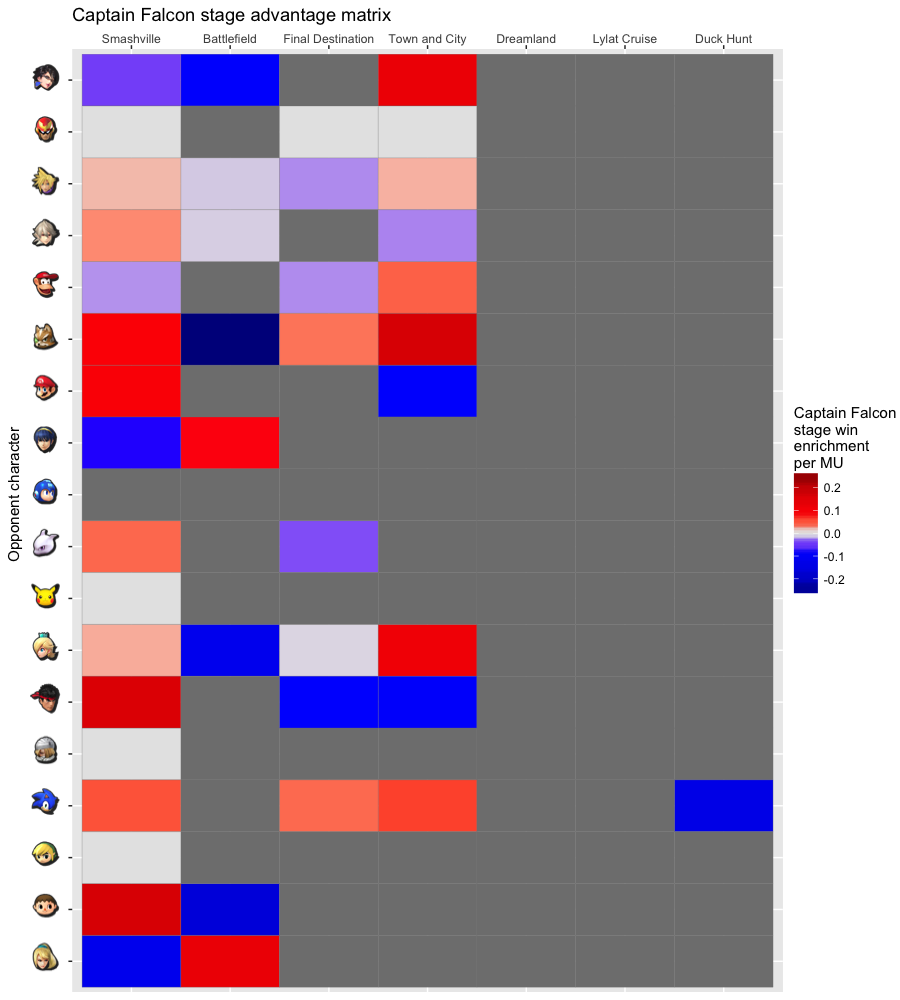 Captain Falcon stage advantage matrix
Smashville Battlefield Final Destination Town and City Dreamland Lylat Cruise Duck Hunt
Opponent character
Captain Falcon
stage win
enrichment
per MU
0.2
0.1
0.0
-0.1
-0.2